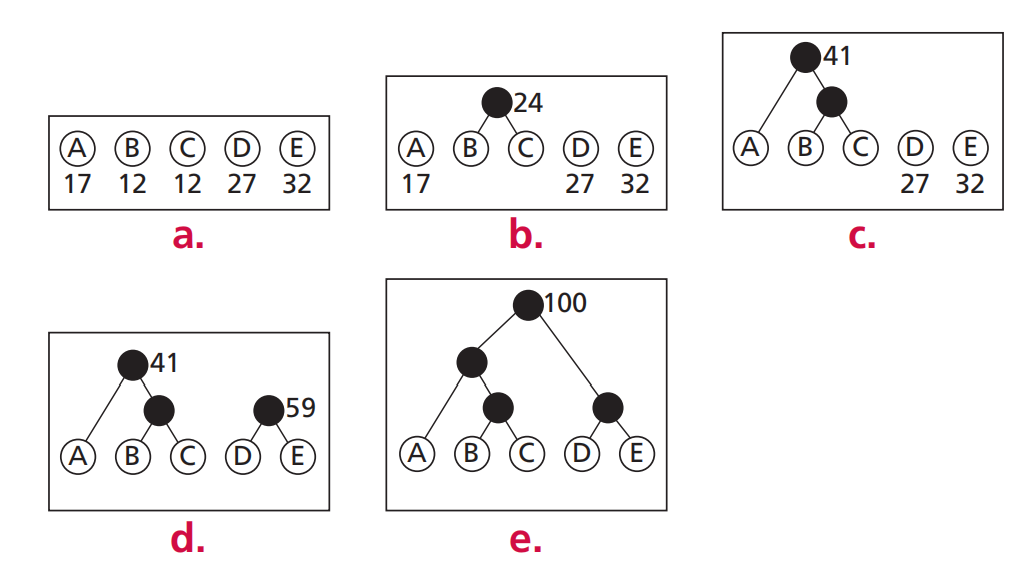 A B C D E
17 12 12 27 32
a.
24
A B C D E
17 27 32
b.
41
A B C D E
27 32
c.
41
59
A B C D E
d.
100
A B C D E
e.